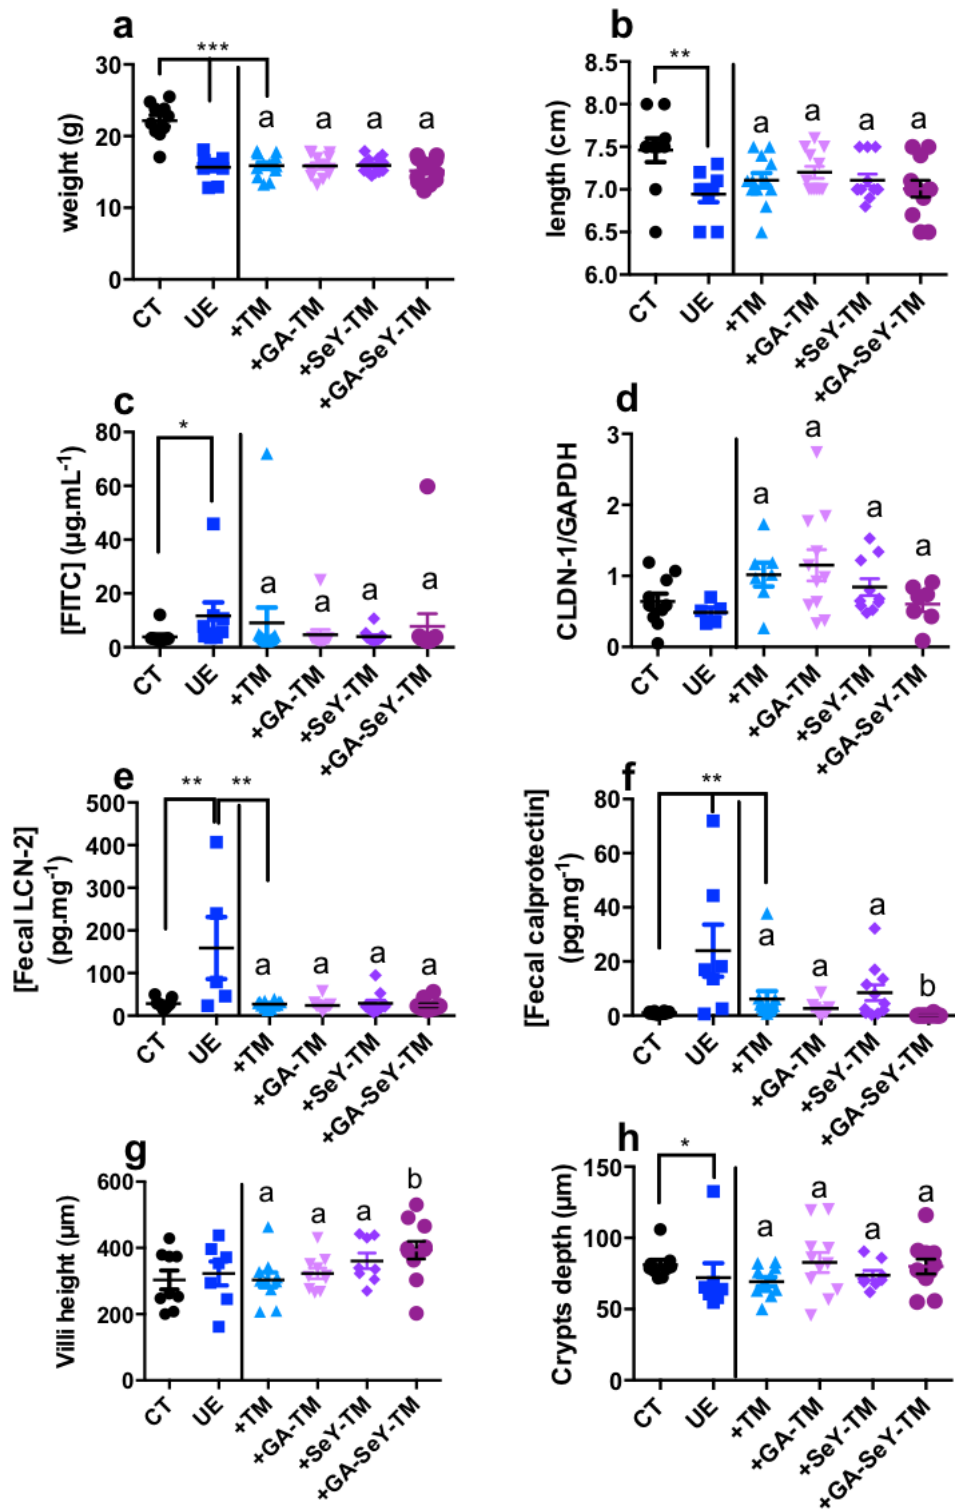 a
weight (g)
30
20
10
0
***
a
a
a
a
CT
UE
+TM
+GA-TM
+SeY-TM
+GA-SeY-TM
b
length (cm)
8.5
8.0
7.5
7.0
6.5
6.0
**
a
a
a
a
CT
UE
+TM
+GA-TM
+SeY-TM
+GA-SeY-TM
c
[FITC] (µg.mL⁻¹)
80
60
40
20
0
*
a
a
a
a
CT
UE
+TM
+GA-TM
+SeY-TM
+GA-SeY-TM
d
CLDN-1/GAPDH
3
2
1
0
a
a
a
a
CT
UE
+TM
+GA-TM
+SeY-TM
+GA-SeY-TM
e
[Fecal LCN-2]
(pg.mg⁻¹)
500
400
300
200
100
0
**
**
a
a
a
a
CT
UE
+TM
+GA-TM
+SeY-TM
+GA-SeY-TM
f
[Fecal calprotectin]
(pg.mg⁻¹)
80
60
40
20
0
**
a
a
a
b
CT
UE
+TM
+GA-TM
+SeY-TM
+GA-SeY-TM
g
Villi height (µm)
600
400
200
0
a
a
a
b
CT
UE
+TM
+GA-TM
+SeY-TM
+GA-SeY-TM
h
Crypts depth (µm)
150
100
50
0
*
a
a
a
a
CT
UE
+TM
+GA-TM
+SeY-TM
+GA-SeY-TM